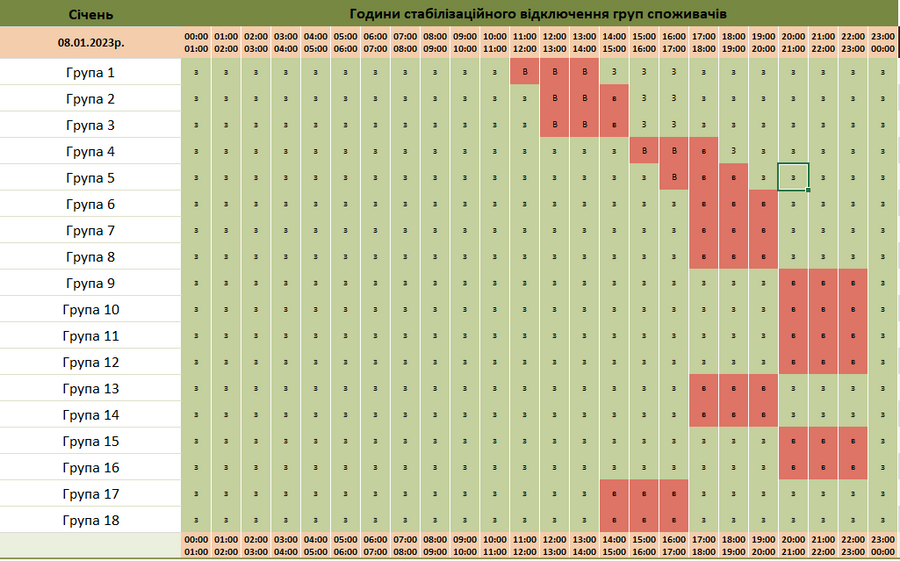 Січень Години стабілізаційного відключення груп споживачів
08.01.2023р. 00:00 01:00 02:00 03:00 04:00 05:00 06:00 07:00 08:00 09:00 10:00 11:00 12:00 13:00 14:00 15:00 16:00 17:00 18:00 19:00 20:00 21:00 22:00 23:00
01:00 02:00 03:00 04:00 05:00 06:00 07:00 08:00 09:00 10:00 11:00 12:00 13:00 14:00 15:00 16:00 17:00 18:00 19:00 20:00 21:00 22:00 23:00 00:00
Група 1 з з з з з з з з з з з В В В З З З з з з з з з з
Група 2 з з з з з з з з з з з з В В в З З з з з з з з з
Група 3 з з з з з з з з з з з з В В в З З з з з з з з з
Група 4 з з з з з з з з з з з з з з з В В в З з з з з з
Група 5 з з з з з з з з з з з з з з з з В в в з з з з з
Група 6 з з з з з з з з з з з з з з з з з в в в з з з з
Група 7 з з з з з з з з з з з з з з з з з в в в з з з з
Група 8 з з з з з з з з з з з з з з з з з в в в з з з з
Група 9 з з з з з з з з з з з з з з з з з з з з в в в з
Група 10 з з з з з з з з з з з з з з з з з з з з в в в з
Група 11 з з з з з з з з з з з з з з з з з з з з в в в з
Група 12 з з з з з з з з з з з з з з з з з з з з в в в з
Група 13 з з з з з з з з з з з з з з з з з в в в з з з з
Група 14 з з з з з з з з з з з з з з з з з в в в з з з з
Група 15 з з з з з з з з з з з з з з з з з з з з в в в з
Група 16 з з з з з з з з з з з з з з з з з з з з в в в з
Група 17 з з з з з з з з з з з з з з в в в з з з з з з з
Група 18 з з з з з з з з з з з з з з в в в з з з з з з з
00:00 01:00 02:00 03:00 04:00 05:00 06:00 07:00 08:00 09:00 10:00 11:00 12:00 13:00 14:00 15:00 16:00 17:00 18:00 19:00 20:00 21:00 22:00 23:00
01:00 02:00 03:00 04:00 05:00 06:00 07:00 08:00 09:00 10:00 11:00 12:00 13:00 14:00 15:00 16:00 17:00 18:00 19:00 20:00 21:00 22:00 23:00 00:00